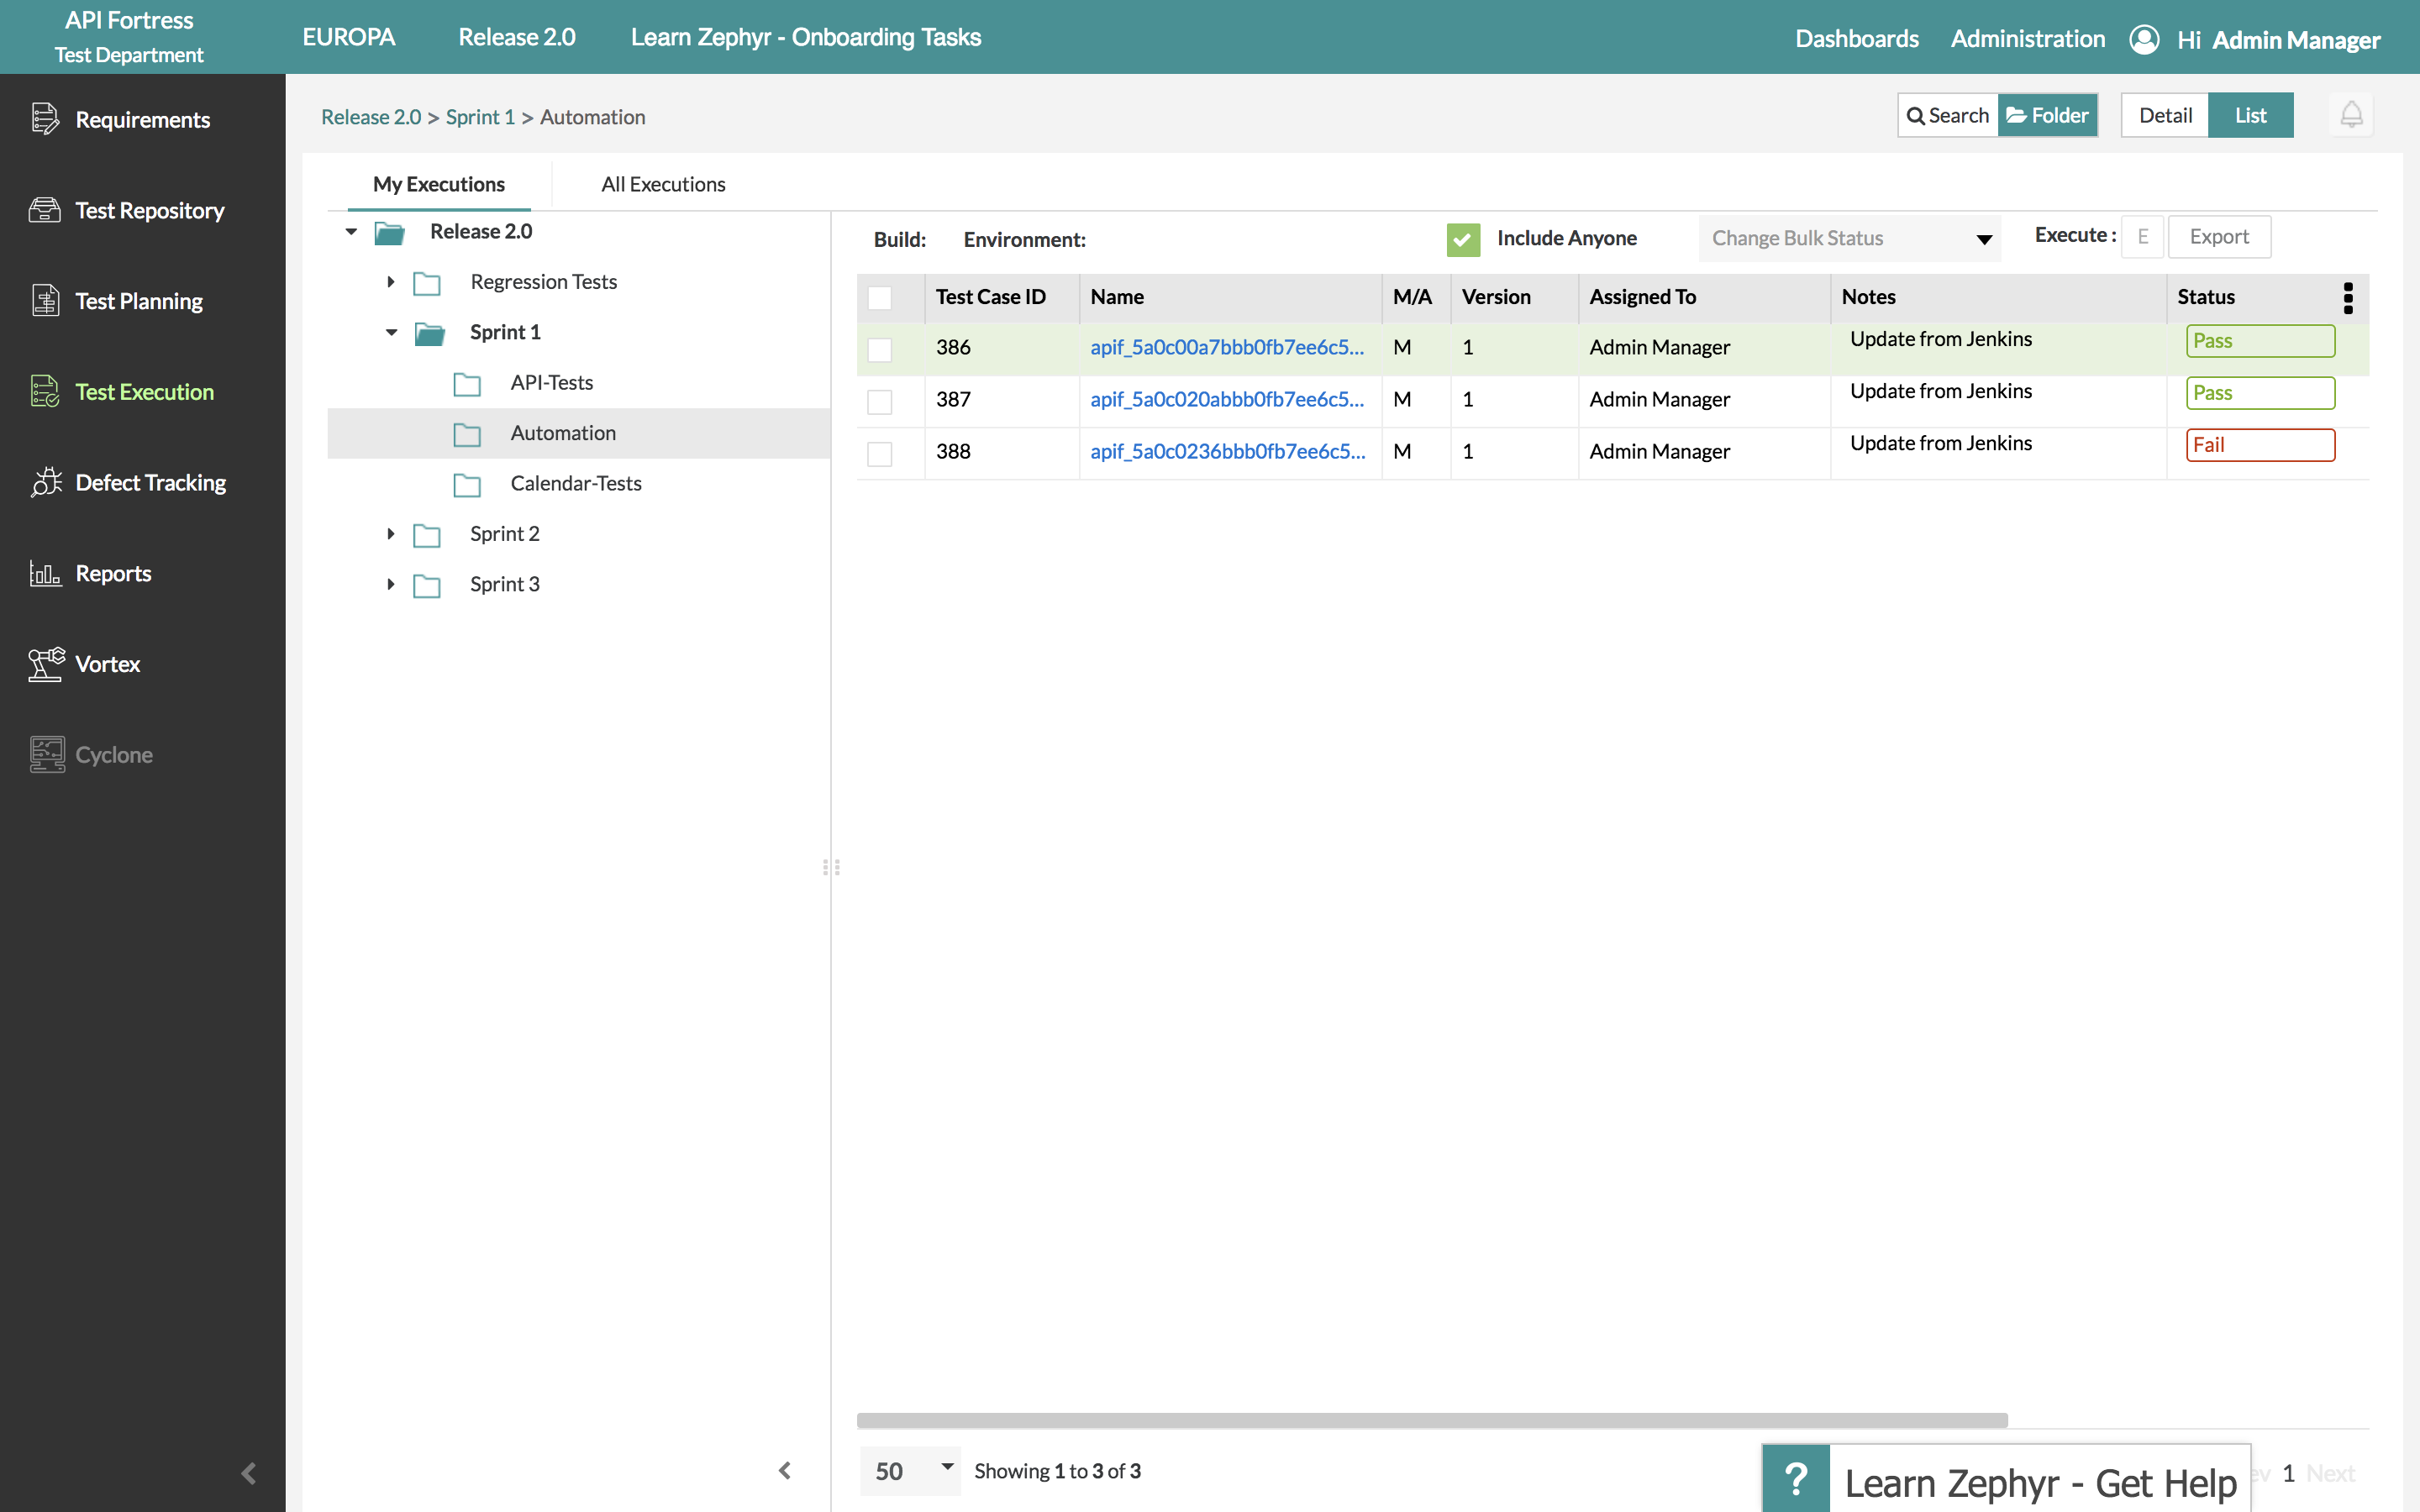 API Fortress
Test Department
EUROPA
Release 2.0
Learn Zephyr - Onboarding Tasks
Dashboards
Administration
Hi Admin Manager
Requirements
Test Repository
Test Planning
Test Execution
Defect Tracking
Reports
Vortex
Cyclone
Release 2.0 > Sprint 1 > Automation
Search
Folder
Detail
List
My Executions
All Executions
Release 2.0
Regression Tests
Sprint 1
API-Tests
Automation
Calendar-Tests
Sprint 2
Sprint 3
Build:
Environment:
Include Anyone
Change Bulk Status
Execute :
E
Export
Test Case ID Name M/A Version Assigned To Notes Status
386 apif_5a0c00a7bbb0fb7ee6c5... M 1 Admin Manager Update from Jenkins Pass
387 apif_5a0c020abbb0fb7ee6c5... M 1 Admin Manager Update from Jenkins Pass
388 apif_5a0c0236bbb0fb7ee6c5... M 1 Admin Manager Update from Jenkins Fail
50
Showing 1 to 3 of 3
? Learn Zephyr - Get Help
1 Next